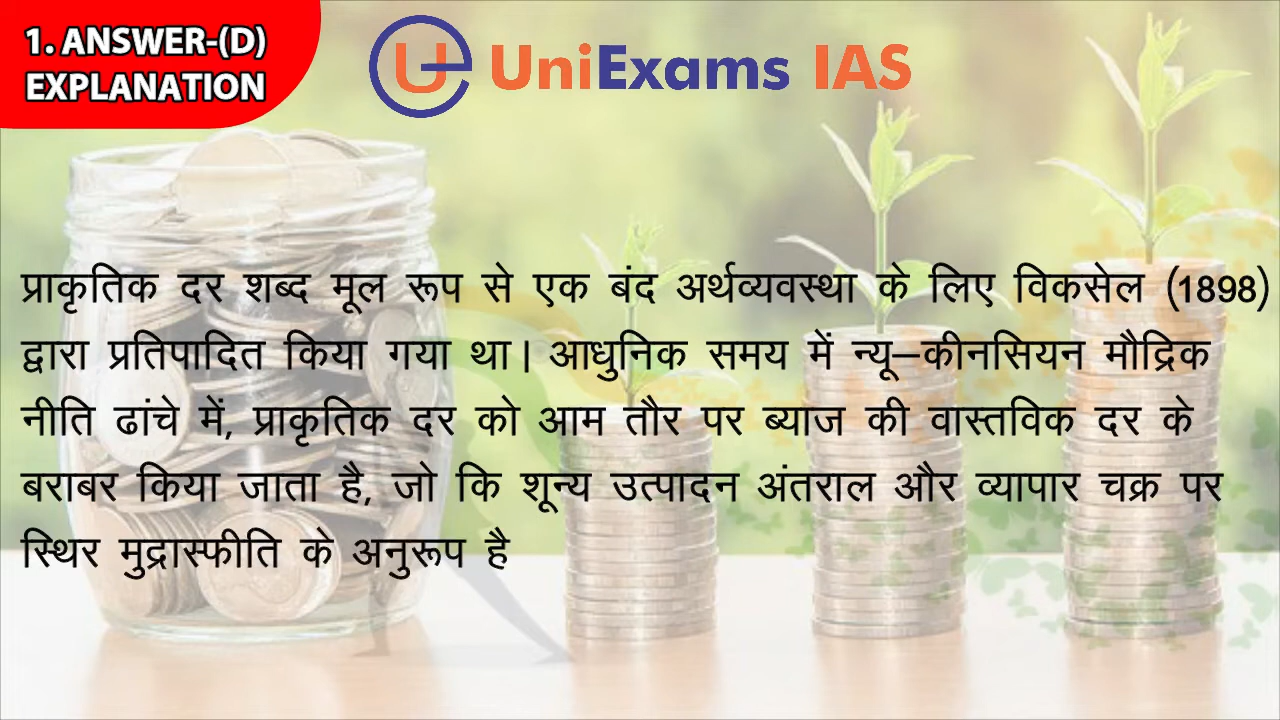 1. ANSWER-(D)
EXPLANATION
UniExams IAS
प्राकृतिक दर शब्द मूल रूप से एक बंद अर्थव्यवस्था के लिए विकसेल (1898)
द्वारा प्रतिपादित किया गया था। आधुनिक समय में न्यू–कीनसियन मौद्रिक
नीति ढांचे में, प्राकृतिक दर को आम तौर पर ब्याज की वास्तविक दर के
बराबर किया जाता है, जो कि शून्य उत्पादन अंतराल और व्यापार चक्र पर
स्थिर मुद्रास्फीति के अनुरूप है